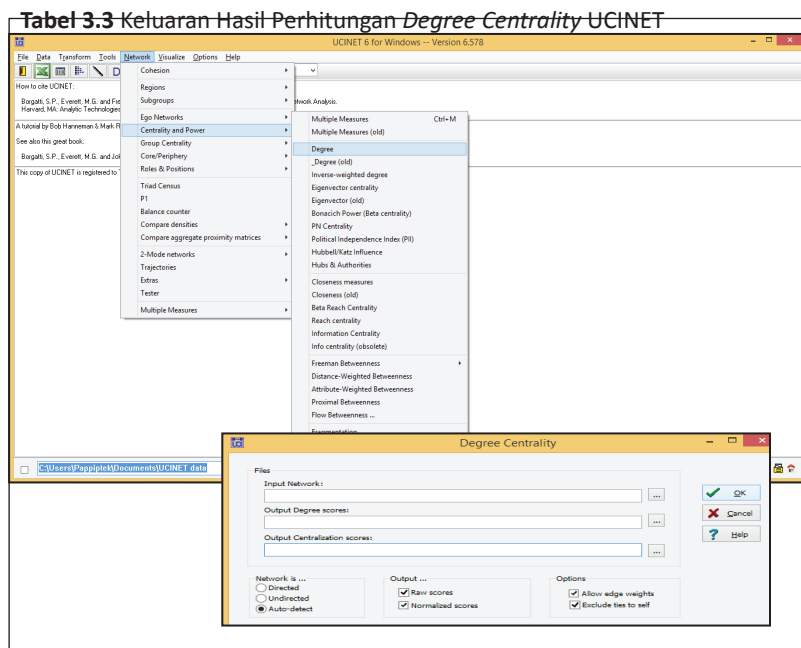 Tabel 3.3 Keluaran Hasil Perhitungan Degree Centrality UCINET
UCINET 6 for Windows -- Version 6.578
File Data Transform Tools Network Visualize Options Help
D
How to cite UCINET:
Borgatti, S.P., Everett, M.G. and
twork Analysis.
Harvard, MA: Analytic Technologies
A tutorial by Bob Hanneman & Mark R
See also this great book:
Borgatti, S.P., Everett, M.G. and
This copy of UCINET is registered to
Cohesion
Regions
Subgroups
Ego Networks
Centrality and Power
Group Centrality
Core/Periphery
Roles & Positions
Triad Census
P1
Balance counter
Compare densities
Compare aggregate proximity matrices
2-Mode networks
Trajectories
Extras
Tester
Multiple Measures
Multiple Measures Ctrl+M
Multiple Measures (old)
Degree
_Degree (old)
Inverse-weighted degree
Eigenvector centrality
Eigenvector (old)
Bonacich Power (Beta centrality)
PN Centrality
Political Independence Index (PII)
Hubbell/Katz Influence
Hubs & Authorities
Closeness measures
Closeness (old)
Beta Reach Centrality
Reach centrality
Information Centrality
Info centrality (obsolete)
Freeman Betweenness
Distance-Weighted Betweenness
Attribute-Weighted Betweenness
Proximal Betweenness
Flow Betweenness ...
Fragmentation
C:\Users\Pappiptek\Documents\UCINET data
Degree Centrality
Files
Input Network:
...
Output Degree scores:
...
Output Centralization scores:
...
OK
Cancel
Help
Network is ...
Directed
Undirected
Auto-detect
Output ...
Raw scores
Normalized scores
Options
Allow edge weights
Exclude ties to self